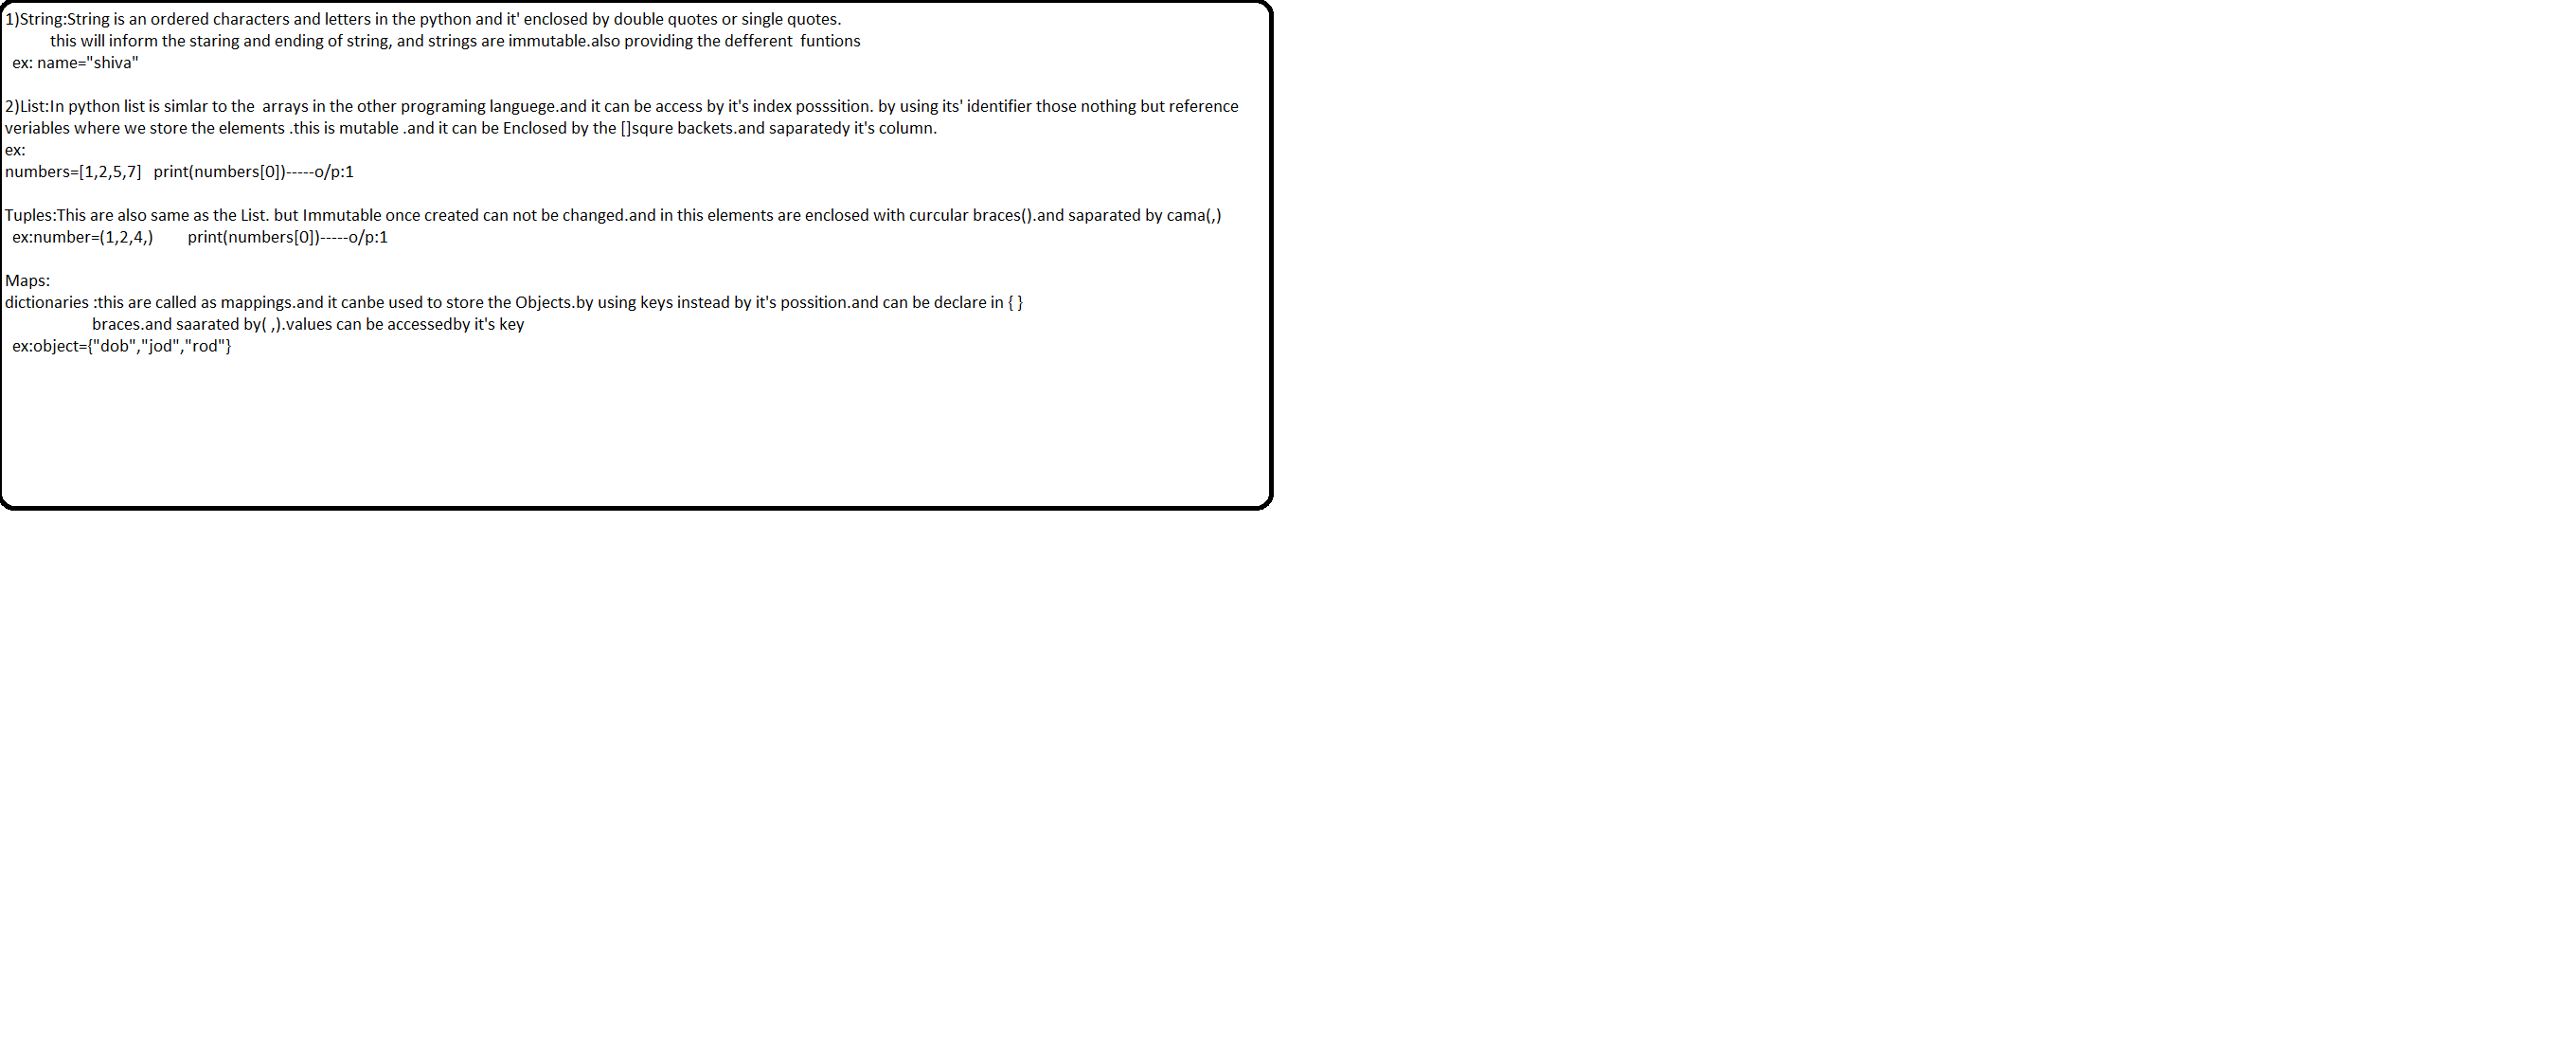 1)String:String is an ordered characters and letters in the python and it' enclosed by double quotes or single quotes.
this will inform the staring and ending of string, and strings are immutable.also providing the defferent  funtions
ex: name="shiva"
2)List:In python list is simlar to the  arrays in the other programing languege.and it can be access by it's index posssition. by using its' identifier those nothing but reference
veriables where we store the elements .this is mutable .and it can be Enclosed by the []squre backets.and saparatedy it's column.
ex:
numbers=[1,2,5,7]   print(numbers[0])-----o/p:1
Tuples:This are also same as the List. but Immutable once created can not be changed.and in this elements are enclosed with curcular braces().and saparated by cama(,)
ex:number=(1,2,4,)        print(numbers[0])-----o/p:1
Maps:
dictionaries :this are called as mappings.and it canbe used to store the Objects.by using keys instead by it's possition.and can be declare in { }
braces.and saarated by( ,).values can be accessedby it's key
ex:object={"dob","jod","rod"}